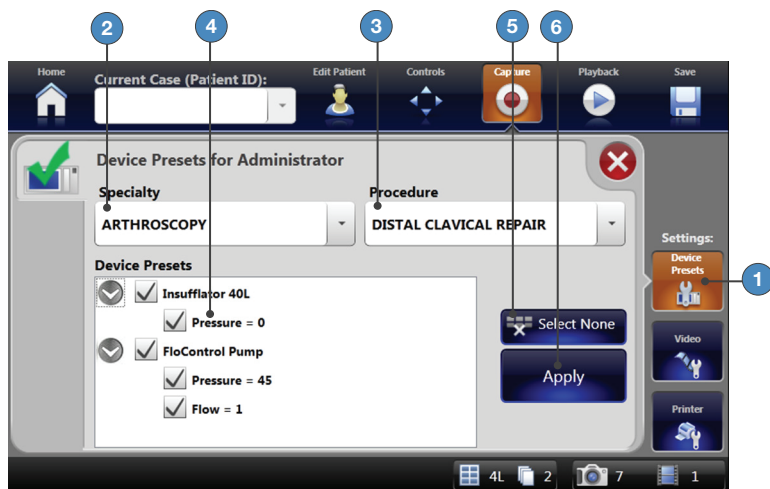 2 4 3 5 6
Home Current Case (Patient ID): Edit Patient Controls Capture Playback Save
Device Presets for Administrator
Specialty Procedure
ARTHROSCOPY DISTAL CLAVICAL REPAIR
Settings:
Device Presets
Device
Presets
1
Insufflator 40L
Pressure = 0
Select None
FloControl Pump
Video
Pressure = 45
Apply
Flow = 1
Printer
4L 2 7 1